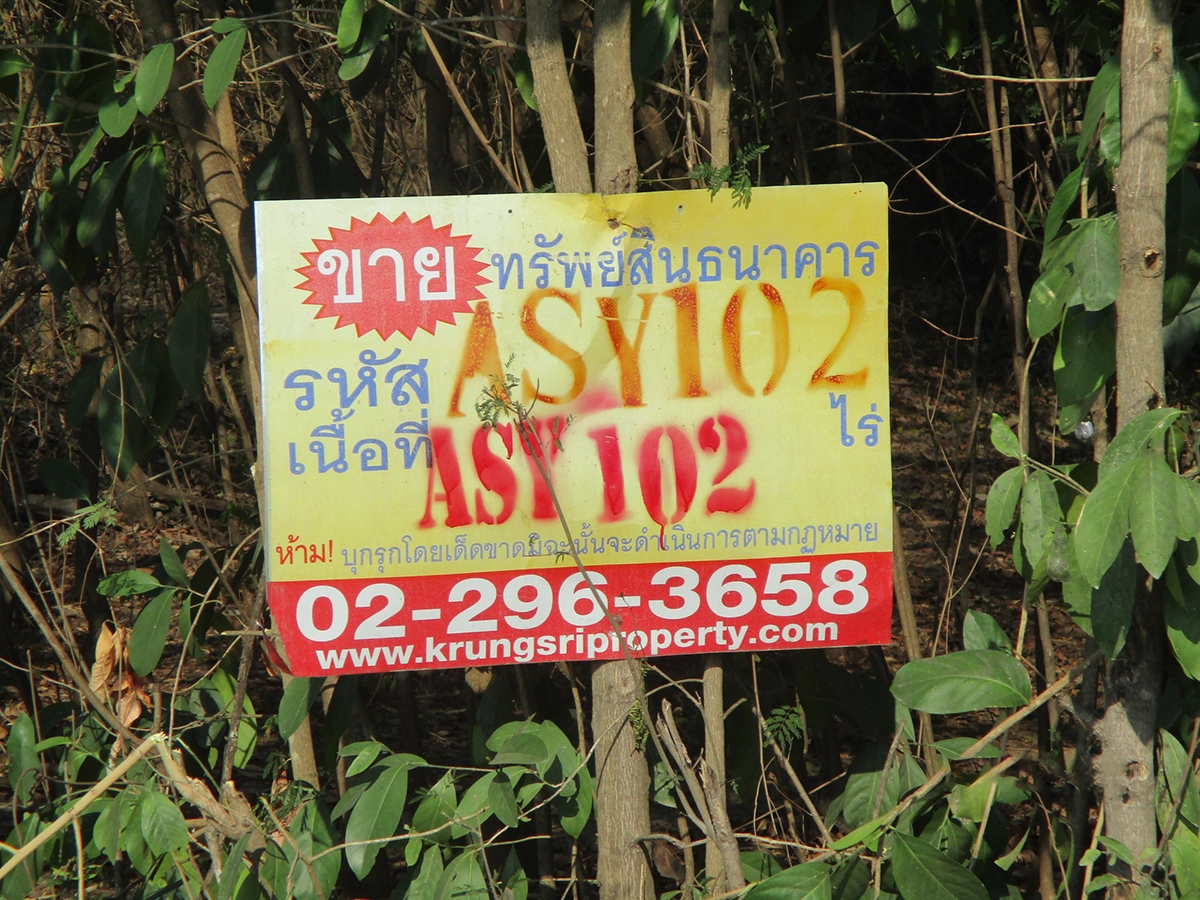 ขาย ทรัพย์สินธนาคาร
รหัส ASY102
เนื้อที่ ASY 102 ไร่
ห้าม! บุกรุกโดยเด็ดขาดมิฉะนั้นจะดำเนินการตามกฎหมาย
02-296-3658
www.krungsriproperty.com